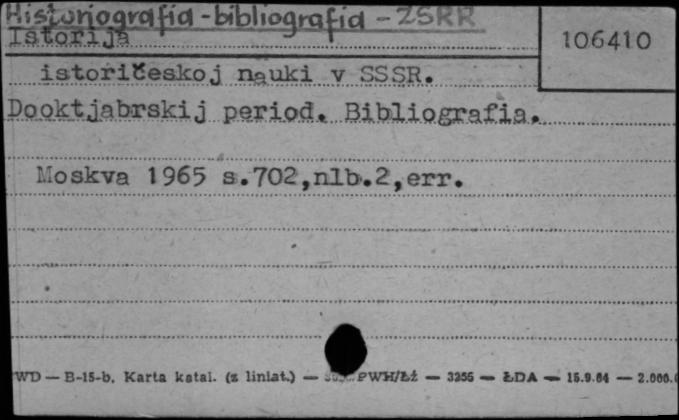 Historiografia - bibliografia - ZSRR
Istorija
106410
istoričeskoj nauki v SSSR.
Dooktjabrskij period. Bibliografia.
Moskva 1965 s.702,nlb.2,err.
WD — B-15-b. Karta katal. (z liniat.) — PWH/Łź — 3255 — ŁDA — 15.9.64 — 2.000.